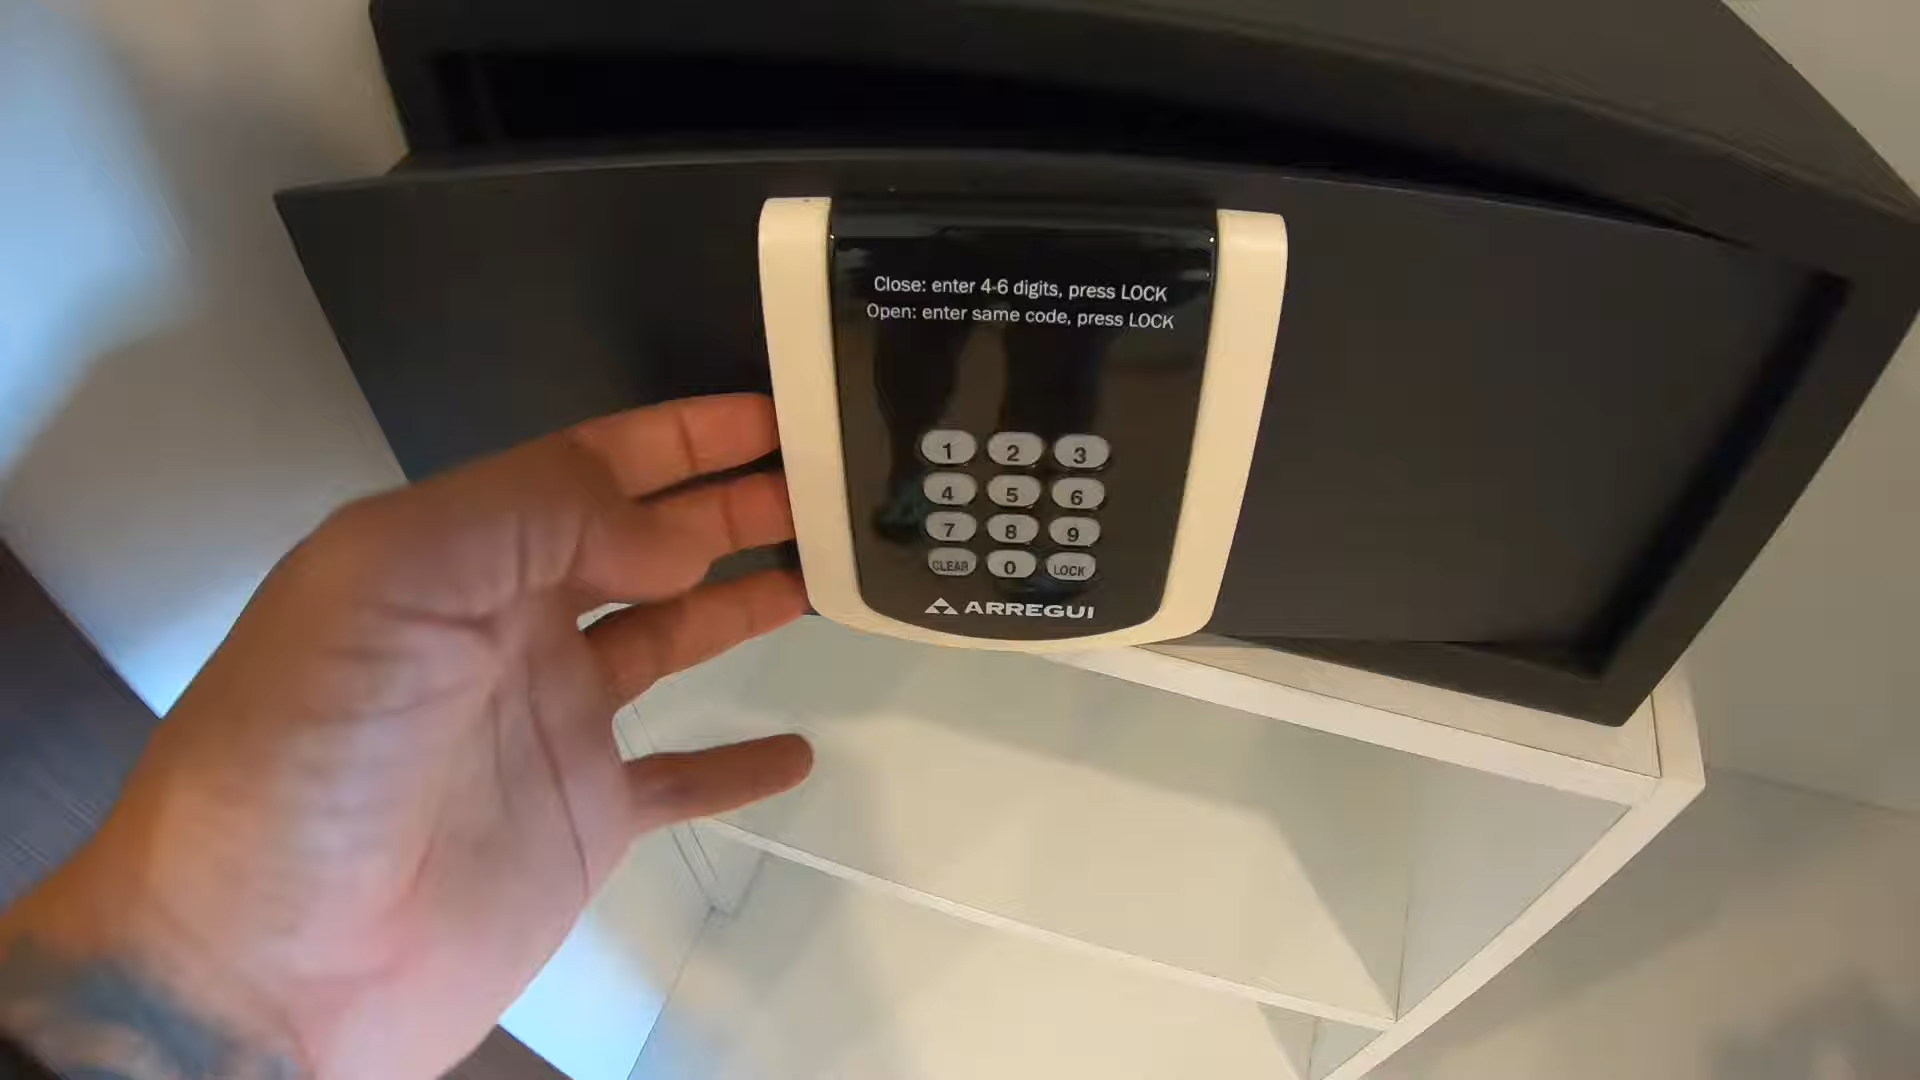 Close: enter 4-6 digits, press LOCK
Open: enter same code, press LOCK
1 2 3
4 5 6
7 8 9
CLEAR 0 LOCK
ARREGUI